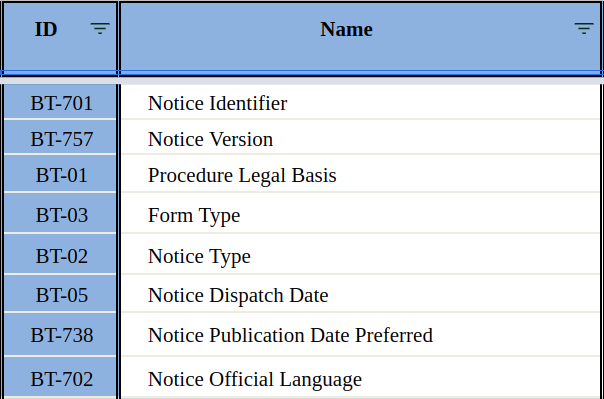 ID Name
BT-701 Notice Identifier
BT-757 Notice Version
BT-01 Procedure Legal Basis
BT-03 Form Type
BT-02 Notice Type
BT-05 Notice Dispatch Date
BT-738 Notice Publication Date Preferred
BT-702 Notice Official Language